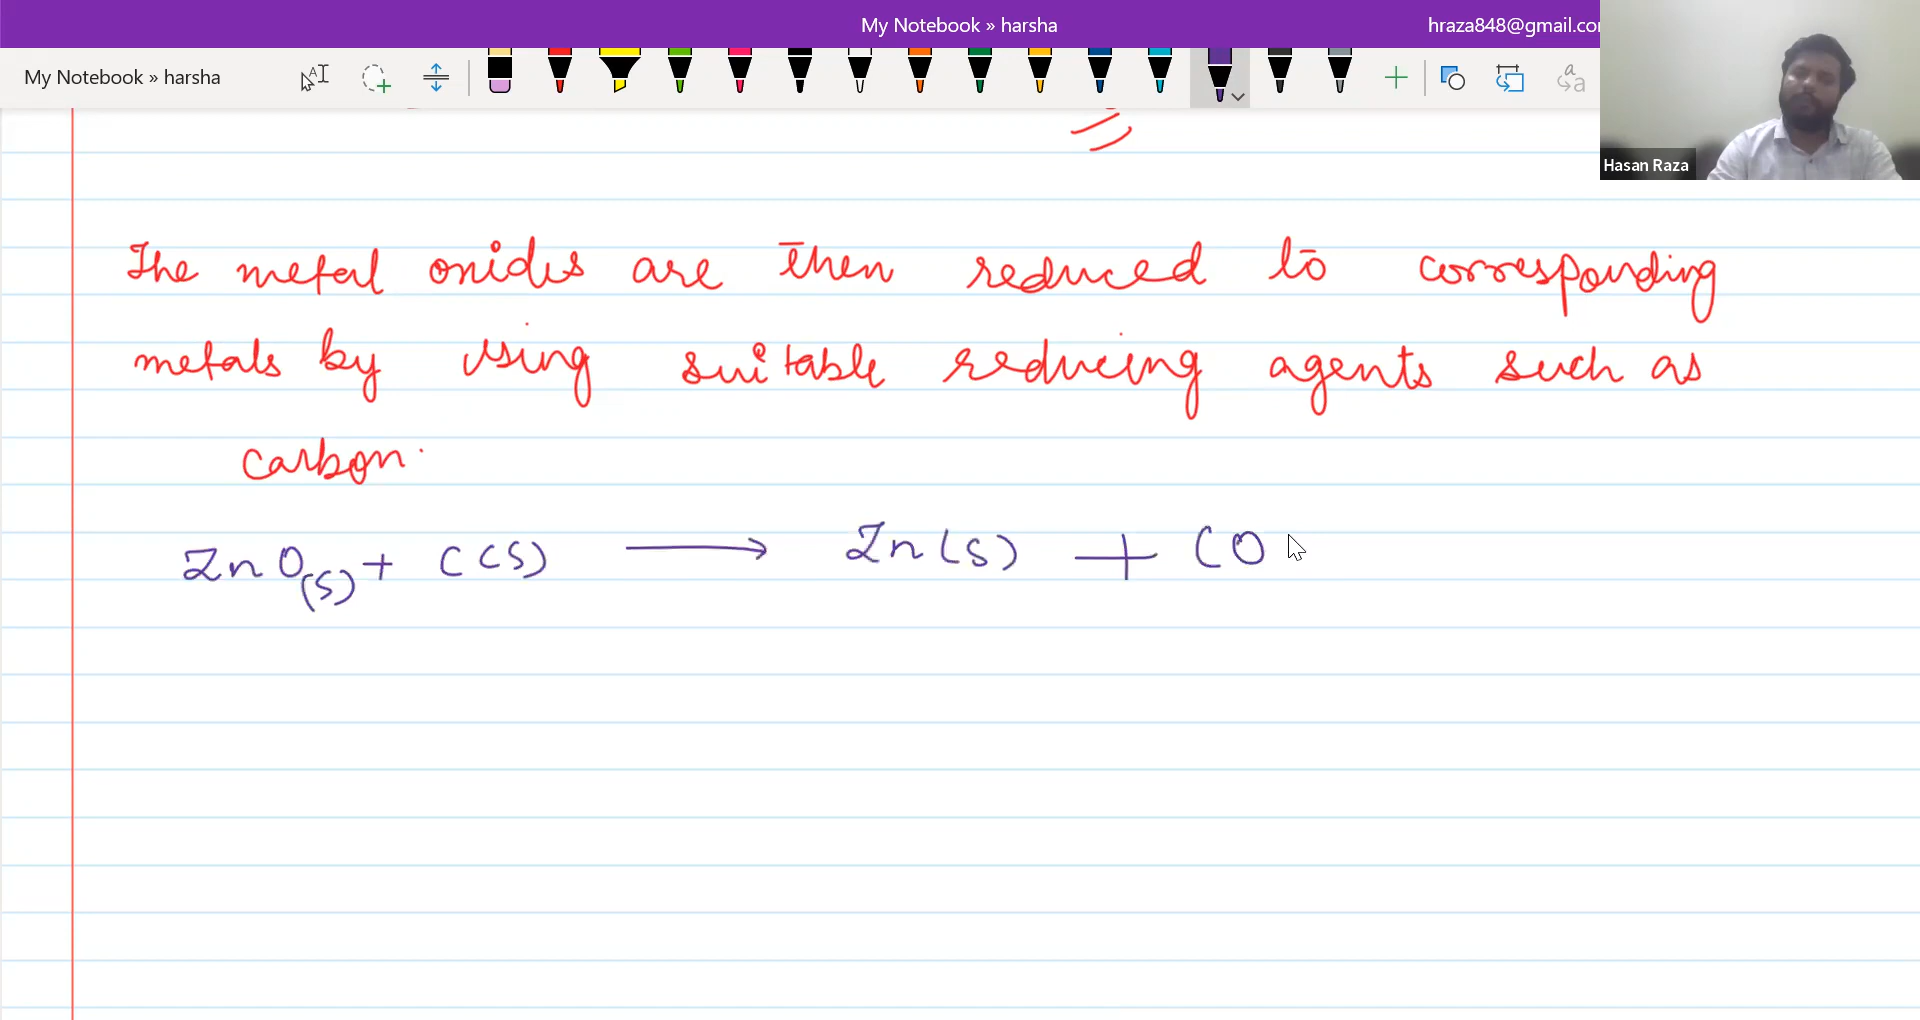 My Notebook » harsha
hraza848@gmail.co
My Notebook » harsha
Hasan Raza
The metal oxides are then reduced to corresponding
metals by using suitable reducing agents such as
carbon.
ZnO(s) + C(s) → Zn(s) + CO